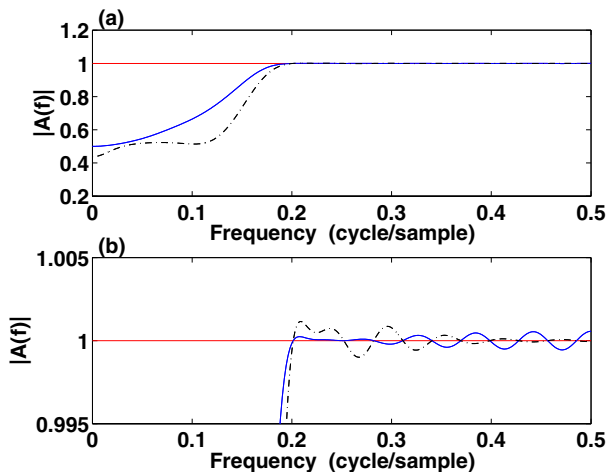 (a)
1.2
1
0.8
0.6
0.4
0.2
|A(f)|
0 0.1 0.2 0.3 0.4 0.5
Frequency (cycle/sample)
(b)
1.005
1
0.995
|A(f)|
0 0.1 0.2 0.3 0.4 0.5
Frequency (cycle/sample)